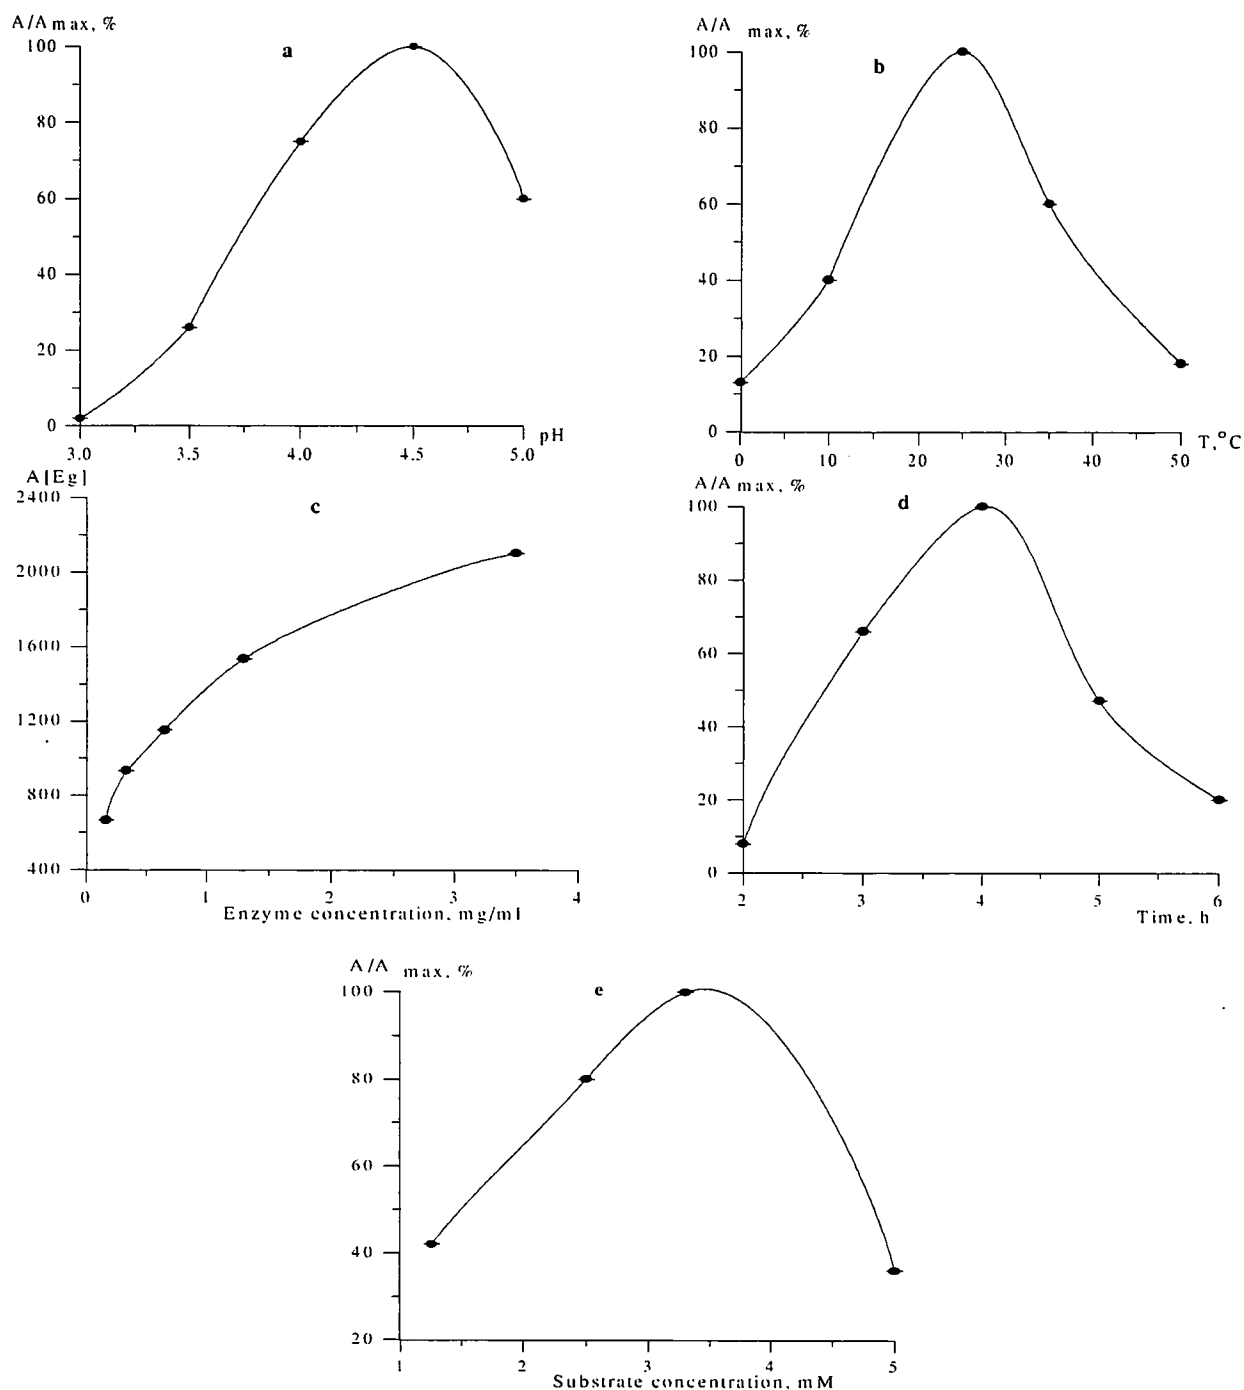 A/A max, %
a
100
80
60
40
20
0
3.0 3.5 4.0 4.5 5.0 pH
A/A max, %
b
100
80
60
40
20
0
0 10 20 30 40 50 T,°C
A[Eg]
c
2400
2000
1600
1200
800
400
0 1 2 3 4
Enzyme concentration, mg/ml
A/A max, %
d
100
80
60
40
20
0
2 3 4 5 6
Time, h
A/A max, %
e
100
80
60
40
20
1 2 3 4 5
Substrate concentration, mM